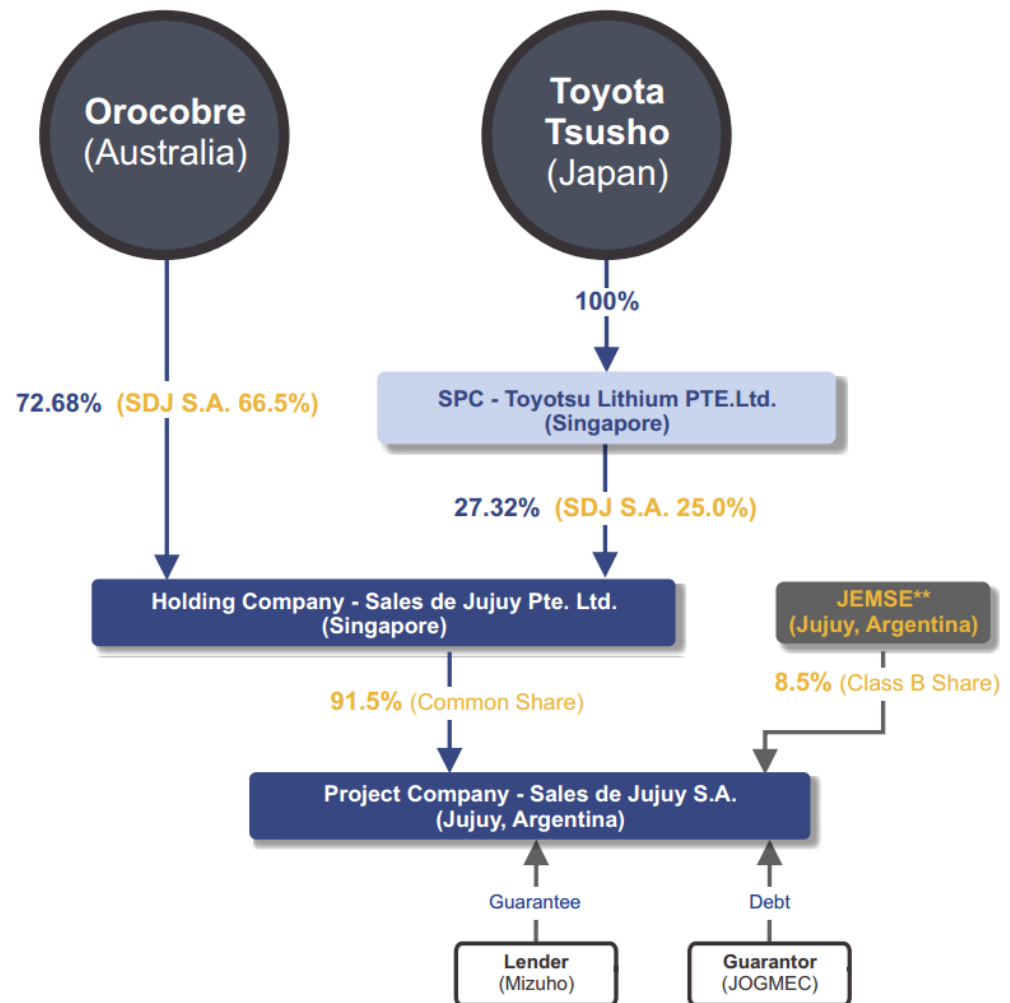 Orocobre
(Australia)
Toyota
Tsusho
(Japan)
100%
SPC - Toyotsu Lithium PTE.Ltd.
(Singapore)
72.68% (SDJ S.A. 66.5%)
27.32% (SDJ S.A. 25.0%)
Holding Company - Sales de Jujuy Pte. Ltd.
(Singapore)
JEMSE**
(Jujuy, Argentina)
91.5% (Common Share)
8.5% (Class B Share)
Project Company - Sales de Jujuy S.A.
(Jujuy, Argentina)
Guarantee
Debt
Lender
(Mizuho)
Guarantor
(JOGMEC)